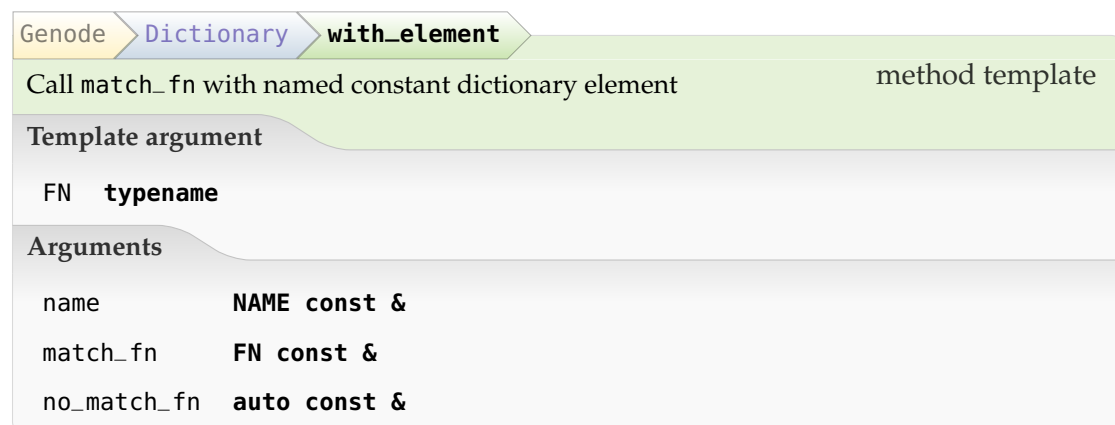 Genode Dictionary with_element
Call match_fn with named constant dictionary element method template
Template argument
FN typename
Arguments
name NAME const &
match_fn FN const &
no_match_fn auto const &